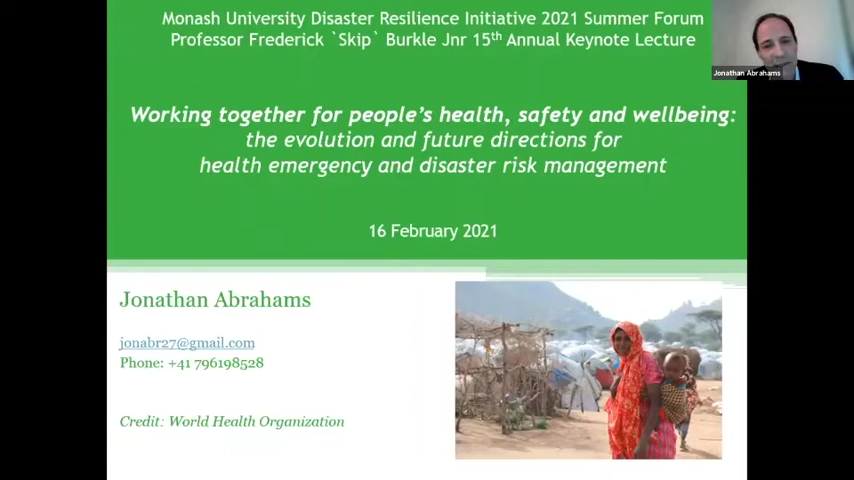 Monash University Disaster Resilience Initiative 2021 Summer Forum
Professor Frederick `Skip` Burkle Jnr 15th Annual Keynote Lecture
Jonathan Abrahams
Working together for people's health, safety and wellbeing:
the evolution and future directions for
health emergency and disaster risk management
16 February 2021
Jonathan Abrahams
jonabr27@gmail.com
Phone: +41 796198528
Credit: World Health Organization